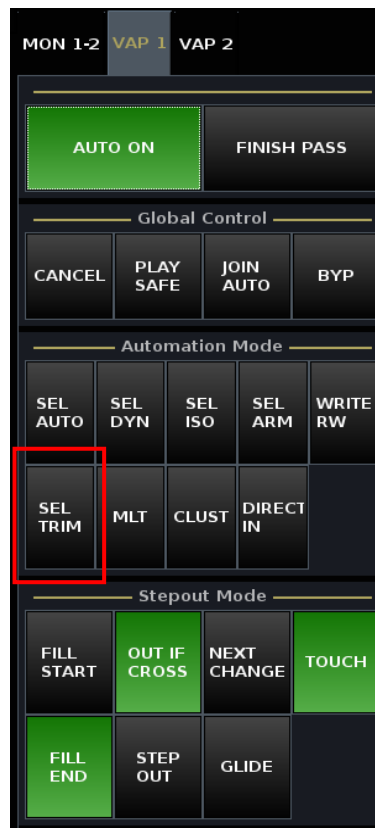 MON 1-2 VAP 1 VAP 2
AUTO ON FINISH PASS
Global Control
CANCEL PLAY SAFE JOIN AUTO BYP
Automation Mode
SEL AUTO SEL DYN SEL ISO SEL ARM WRITE RW
SEL TRIM MLT CLUST DIRECT IN
Stepout Mode
FILL START OUT IF CROSS NEXT CHANGE TOUCH
FILL END STEP OUT GLIDE